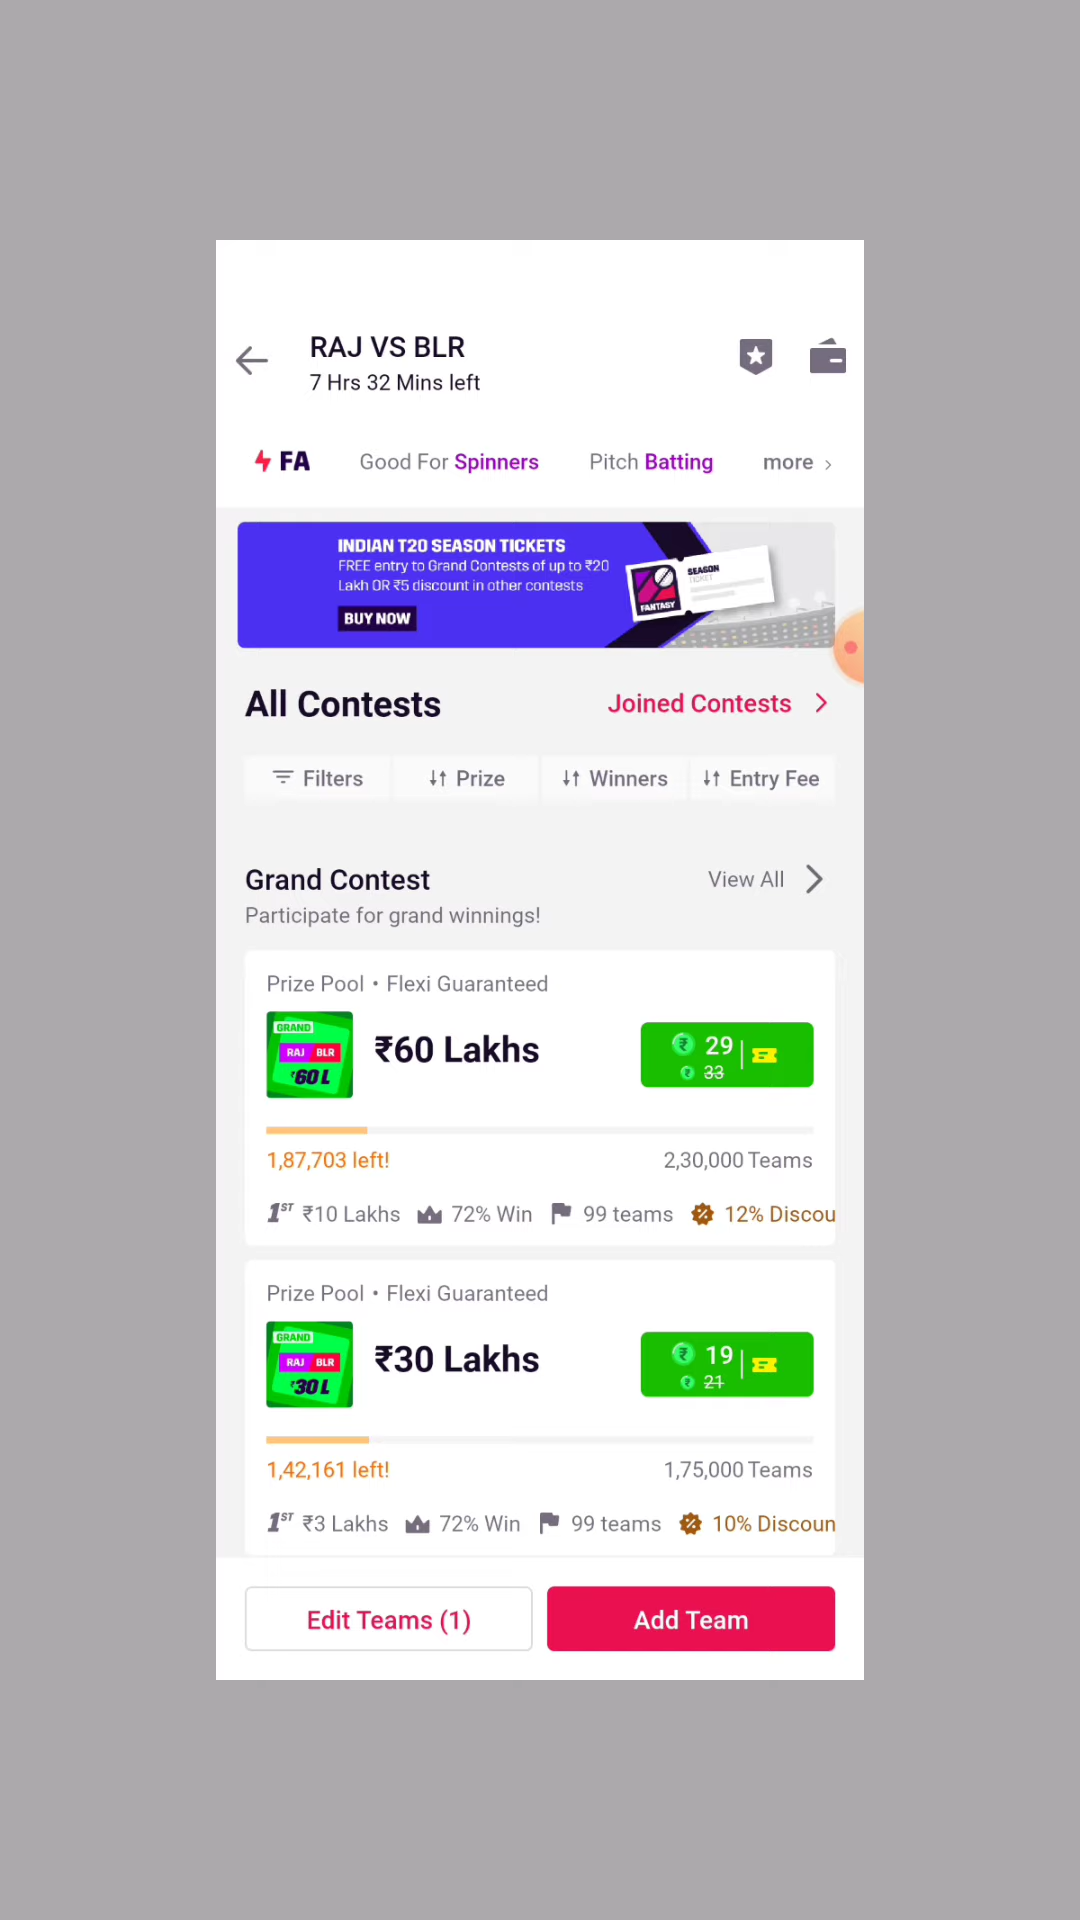 RAJ VS BLR
7 Hrs 32 Mins left
FA Good For Spinners Pitch Batting more
INDIAN T20 SEASON TICKETS
FREE entry to Grand Contests of up to ₹20
Lakh OR ₹5 discount in other contests
BUY NOW
SEASON
TICKET
FANTASY
All Contests Joined Contests
Filters Prize Winners Entry Fee
Grand Contest View All
Participate for grand winnings!
Prize Pool • Flexi Guaranteed
GRAND
RAJ BLR
₹60 L
₹60 Lakhs
₹ 29
₹ 33
1,87,703 left! 2,30,000 Teams
1ST ₹10 Lakhs 72% Win 99 teams 12% Discou
Prize Pool • Flexi Guaranteed
GRAND
RAJ BLR
₹30 L
₹30 Lakhs
₹ 19
₹ 21
1,42,161 left! 1,75,000 Teams
1ST ₹3 Lakhs 72% Win 99 teams 10% Discoun
Edit Teams (1) Add Team